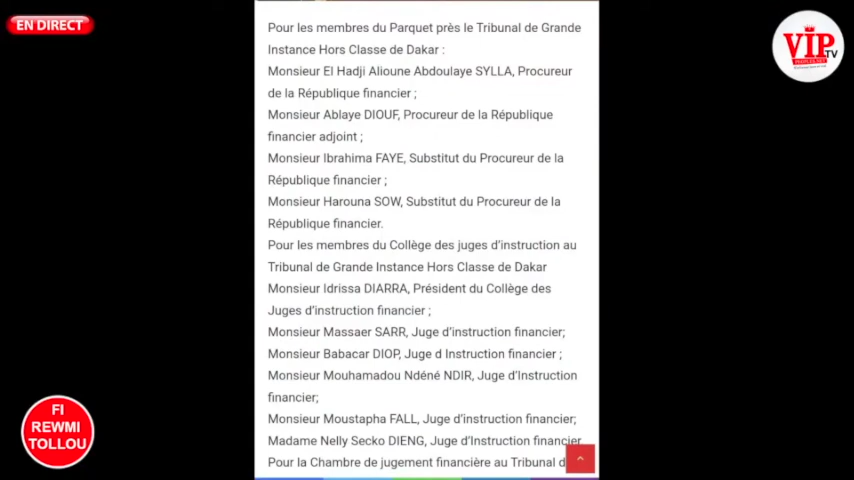 EN DIRECT
VIP
TV
Pour les membres du Parquet près le Tribunal de Grande
Instance Hors Classe de Dakar :
Monsieur El Hadji Alioune Abdoulaye SYLLA, Procureur
de la République financier ;
Monsieur Ablaye DIOUF, Procureur de la République
financier adjoint ;
Monsieur Ibrahima FAYE, Substitut du Procureur de la
République financier ;
Monsieur Harouna SOW, Substitut du Procureur de la
République financier.
Pour les membres du Collège des juges d'instruction au
Tribunal de Grande Instance Hors Classe de Dakar
Monsieur Idrissa DIARRA, Président du Collège des
Juges d'instruction financier ;
Monsieur Massaer SARR, Juge d'instruction financier;
Monsieur Babacar DIOP, Juge d Instruction financier ;
Monsieur Mouhamadou Ndéné NDIR, Juge d'Instruction
financier;
Monsieur Moustapha FALL, Juge d'instruction financier;
Madame Nelly Secko DIENG, Juge d'Instruction financier
Pour la Chambre de jugement financière au Tribunal d
FI
REWMI
TOLLOU